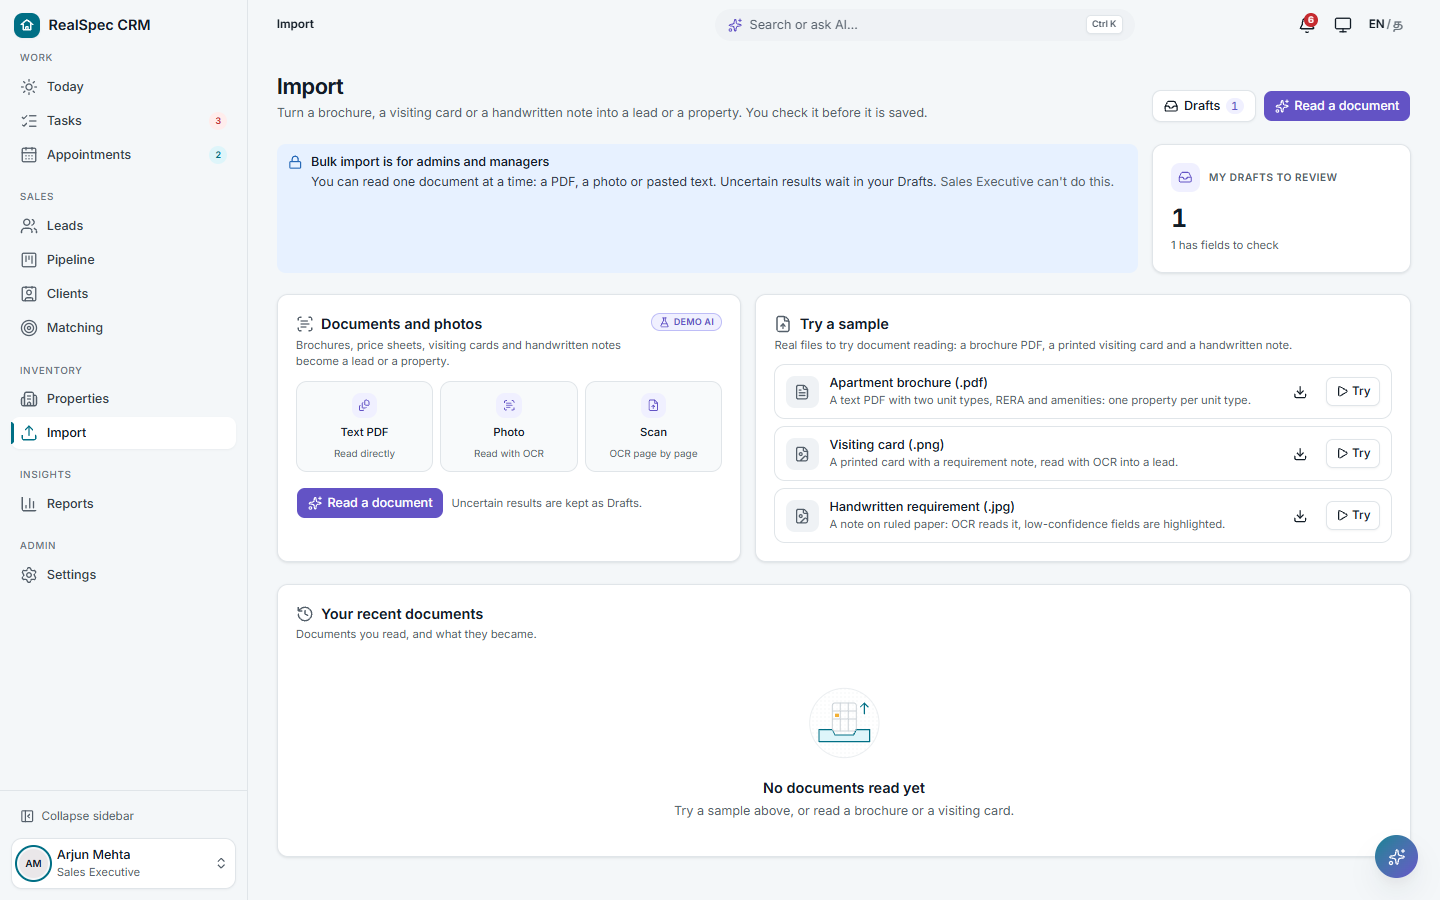 RealSpec CRM
WORK
Today
Tasks 3
Appointments 2
SALES
Leads
Pipeline
Clients
Matching
INVENTORY
Properties
Import
INSIGHTS
Reports
ADMIN
Settings
Collapse sidebar
AM
Arjun Mehta
Sales Executive
Import
Search or ask AI...
Ctrl K
6
EN / த
Import
Turn a brochure, a visiting card or a handwritten note into a lead or a property. You check it before it is saved.
Drafts 1
Read a document
Bulk import is for admins and managers
You can read one document at a time: a PDF, a photo or pasted text. Uncertain results wait in your Drafts. Sales Executive can't do this.
MY DRAFTS TO REVIEW
1
1 has fields to check
Documents and photos
DEMO AI
Brochures, price sheets, visiting cards and handwritten notes
become a lead or a property.
Text PDF
Read directly
Photo
Read with OCR
Scan
OCR page by page
Read a document
Uncertain results are kept as Drafts.
Try a sample
Real files to try document reading: a brochure PDF, a printed visiting card and a handwritten note.
Apartment brochure (.pdf)
A text PDF with two unit types, RERA and amenities: one property per unit type.
Try
Visiting card (.png)
A printed card with a requirement note, read with OCR into a lead.
Try
Handwritten requirement (.jpg)
A note on ruled paper: OCR reads it, low-confidence fields are highlighted.
Try
Your recent documents
Documents you read, and what they became.
No documents read yet
Try a sample above, or read a brochure or a visiting card.